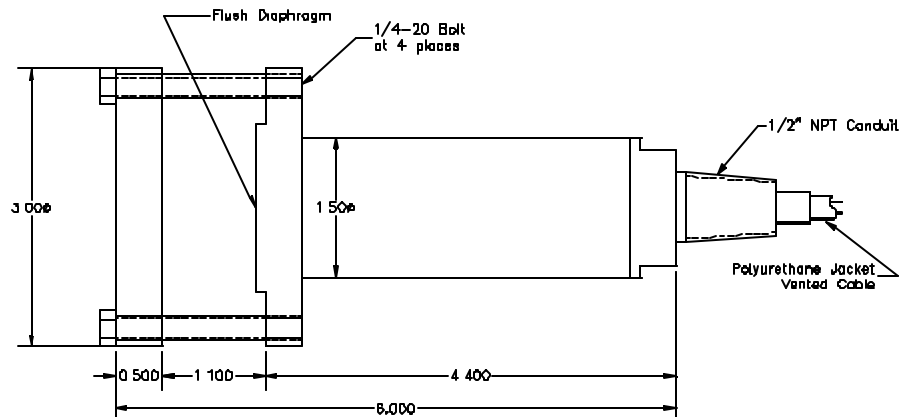 Flush Diaphragm
1/4-20 Bolt
at 4 places
1/2" NPT Conduit
3.00ø
1.50ø
Polyurethane Jacket
Vented Cable
0.500
1.100
4.400
6.000